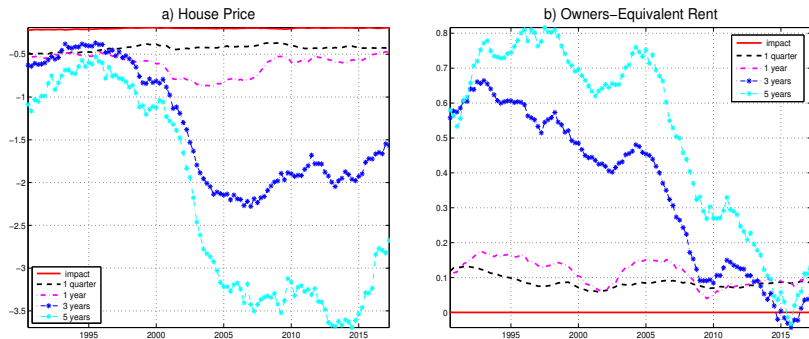 a) House Price
−0.5
−1
−1.5
−2
−2.5
−3
−3.5
1995 2000 2005 2010 2015
impact
1 quarter
1 year
3 years
5 years
b) Owners−Equivalent Rent
0.8
0.7
0.6
0.5
0.4
0.3
0.2
0.1
0
1995 2000 2005 2010 2015
impact
1 quarter
1 year
3 years
5 years